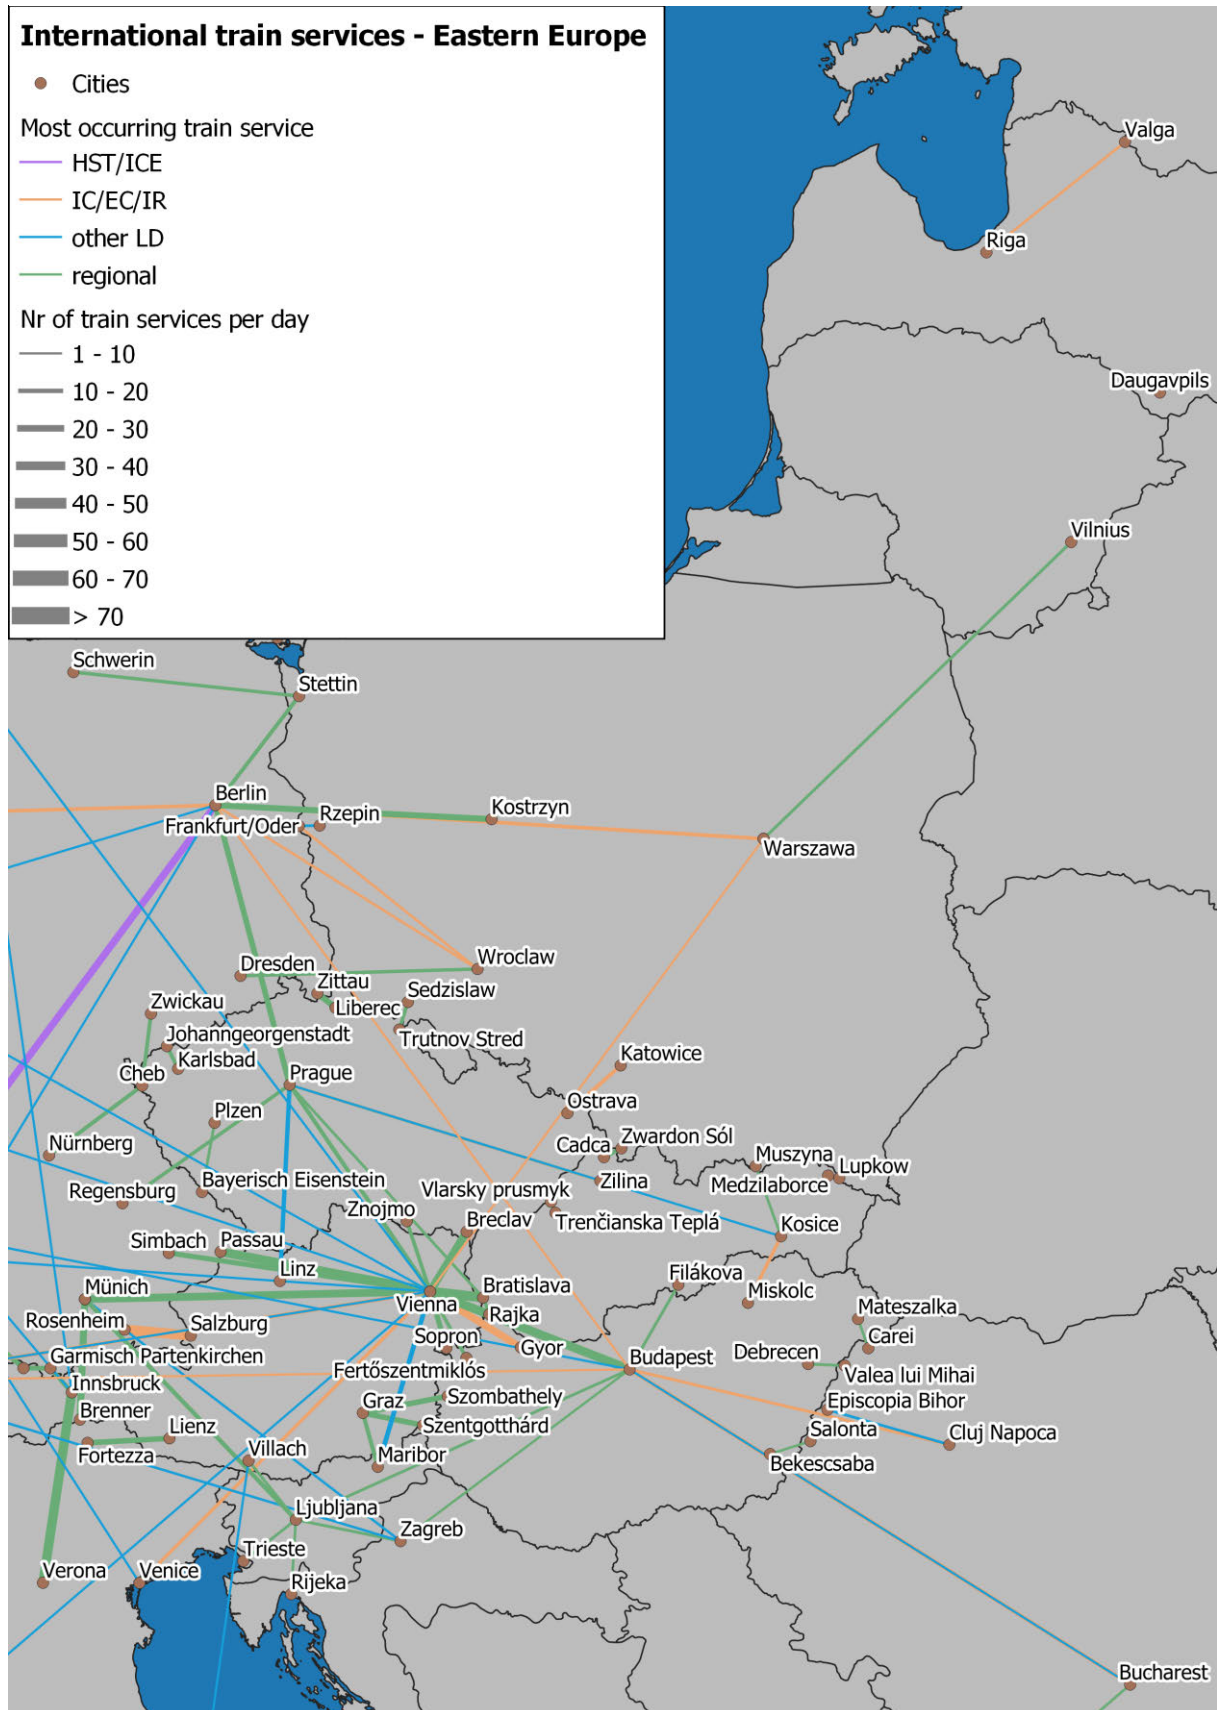 International train services - Eastern Europe
Cities
Most occurring train service
HST/ICE
IC/EC/IR
other LD
regional
Nr of train services per day
1 - 10
10 - 20
20 - 30
30 - 40
40 - 50
50 - 60
60 - 70
> 70
Valga
Riga
Daugavpils
Vilnius
Schwerin
Stettin
Berlin
Kostrzyn
Rzepin
Frankfurt/Oder
Warszawa
Wroclaw
Dresden
Zittau
Sedzislaw
Zwickau
Liberec
Johanngeorgenstadt
Trutnov Stred
Karlsbad
Katowice
Cheb
Prague
Ostrava
Plzen
Nürnberg
Zwardon Sól
Cadca
Muszyna
Lupkow
Bayerisch Eisenstein
Zilina
Medzilaborce
Regensburg
Vlarsky prusmyk
Znojmo
Breclav
Trenčianska Teplá
Kosice
Simbach
Passau
Linz
Filákova
Münich
Bratislava
Vienna
Miskolc
Rosenheim
Salzburg
Rajka
Mateszalka
Sopron
Gyor
Carei
Garmisch Partenkirchen
Budapest
Debrecen
Fertőszentmiklós
Valea lui Mihai
Innsbruck
Szombathely
Episcopia Bihor
Brenner
Graz
Lienz
Szentgotthárd
Salonta
Cluj Napoca
Fortezza
Villach
Maribor
Bekescsaba
Ljubljana
Zagreb
Trieste
Verona
Venice
Rijeka
Bucharest